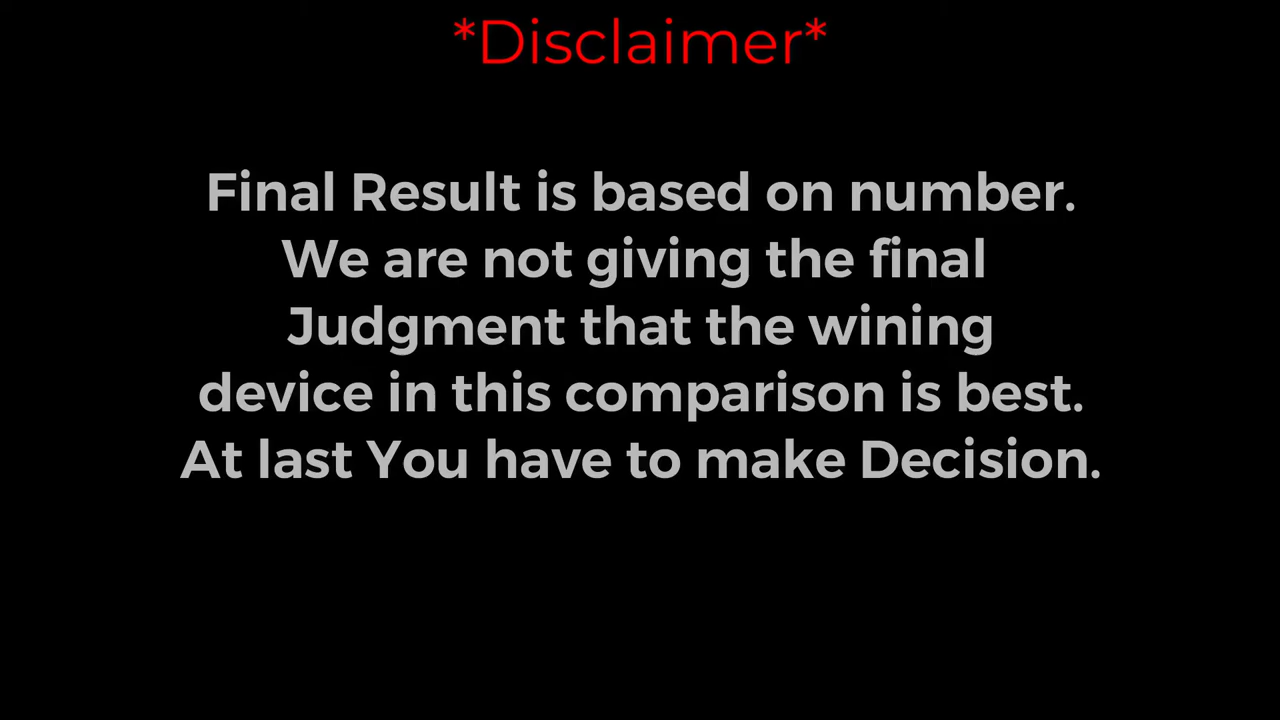 *Disclaimer*
Final Result is based on number.
We are not giving the final
Judgment that the wining
device in this comparison is best.
At last You have to make Decision.